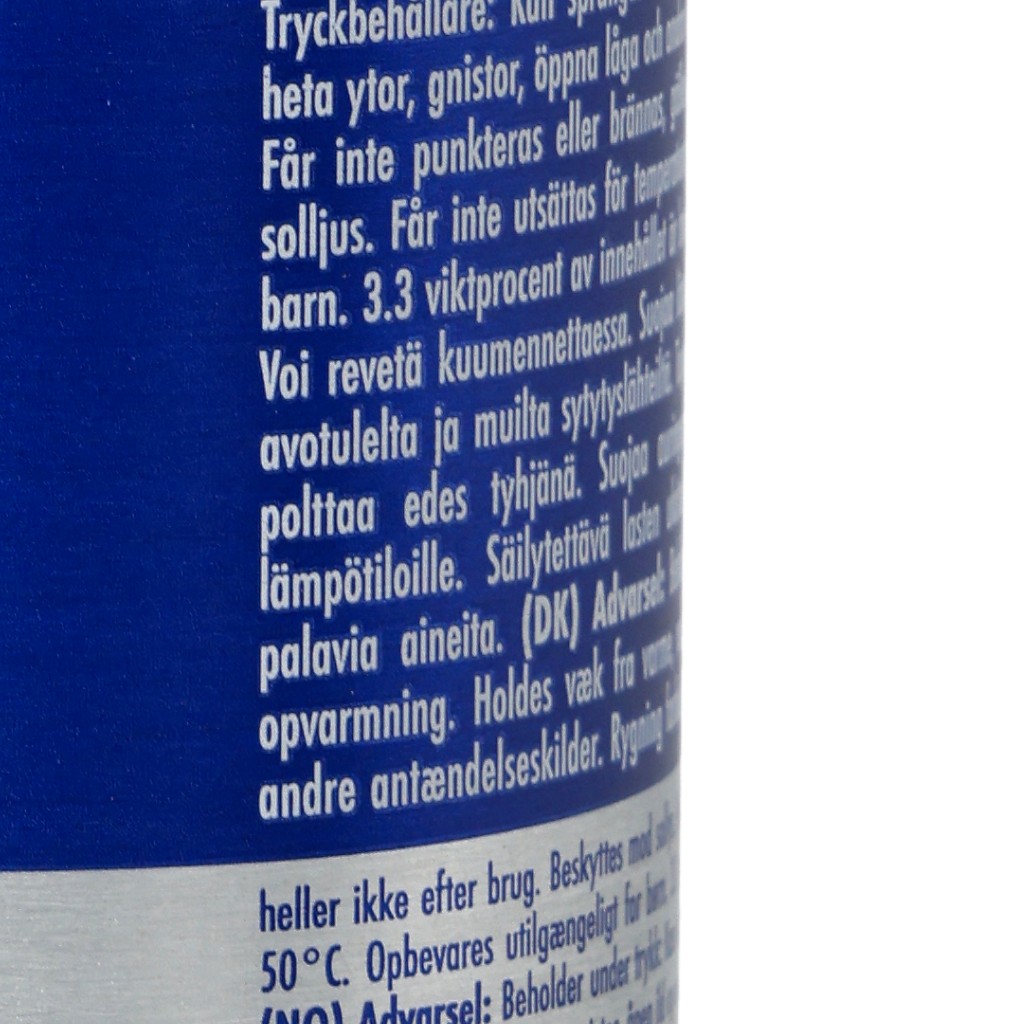 Tryckbehållare: Kan
heta ytor, gnistor, öppna låga och
Får inte punkteras eller brännas,
solljus. Får inte utsättas för
barn. 3.3 viktprocent av innehållet är
Voi revetä kuumennettaessa. Suojaa
avotulelta ja muilta sytytyslähteiltä.
polttaa edes tyhjänä. Suojaa
lämpötiloille. Säilytettävä lasten
palavia aineita. (DK) Advarsel:
opvarmning. Holdes væk fra varme,
andre antændelseskilder. Rygning
heller ikke efter brug. Beskyttes mod
50°C. Opbevares utilgængeligt for børn.
(NO) Advarsel: Beholder under trykk: